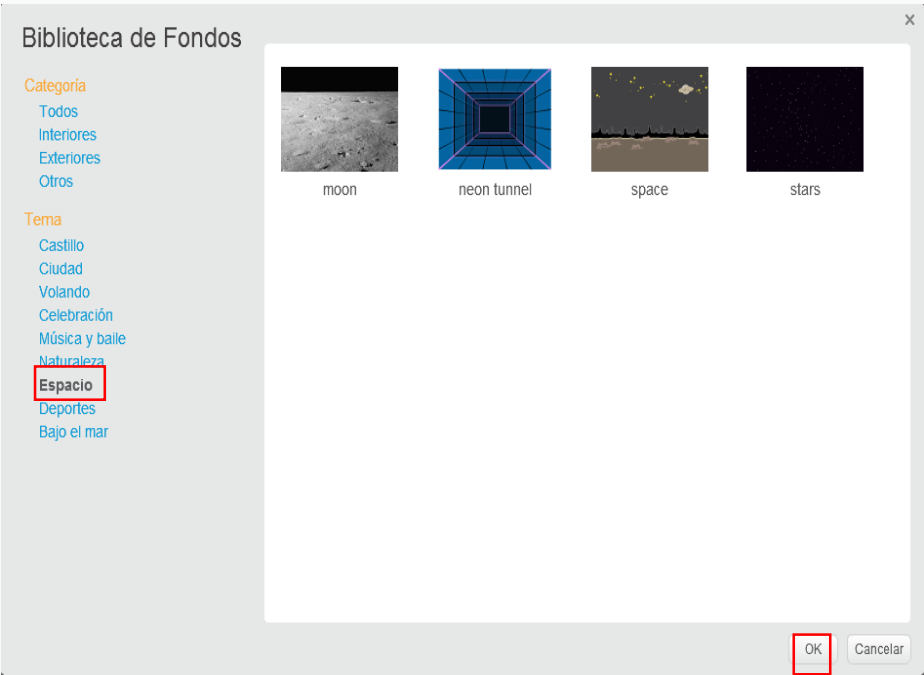 x
Biblioteca de Fondos
Categoría
Todos
Interiores
Exteriores
Otros
Tema
Castillo
Ciudad
Volando
Celebración
Música y baile
Naturaleza
Espacio
Deportes
Bajo el mar
moon
neon tunnel
space
stars
OK
Cancelar